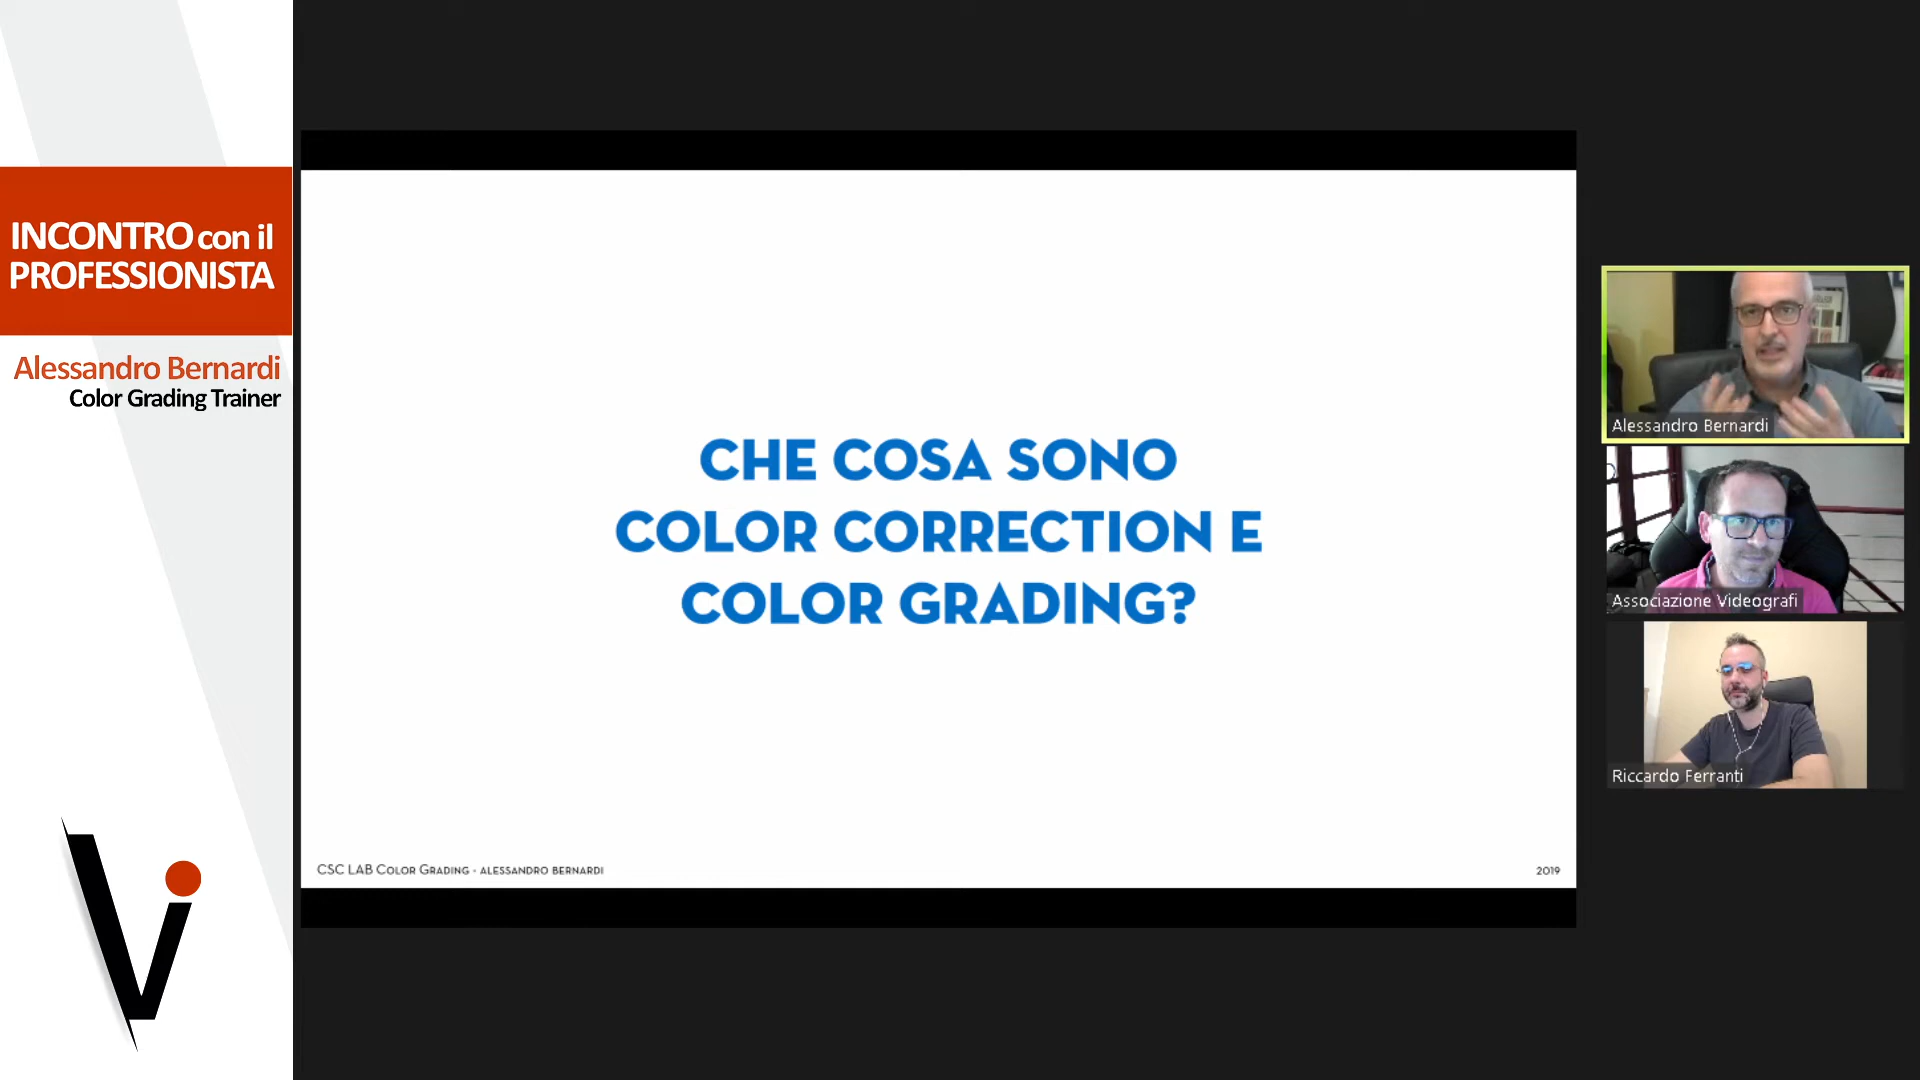 INCONTRO con il
PROFESSIONISTA
Alessandro Bernardi
Color Grading Trainer
CHE COSA SONO
COLOR CORRECTION E
COLOR GRADING?
CSC LAB COLOR GRADING - ALESSANDRO BERNARDI
2019
Alessandro Bernardi
Associazione Videografi
Riccardo Ferranti
Vi